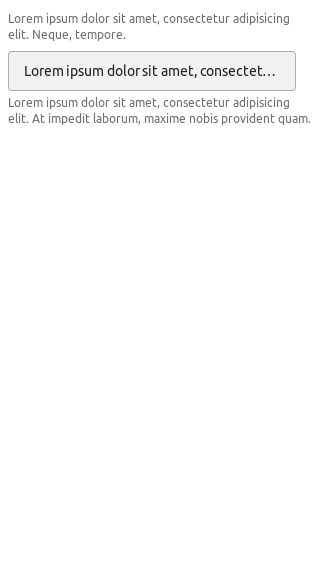 Lorem ipsum dolor sit amet, consectetur adipisicing
elit. Neque, tempore.
Lorem ipsum dolor sit amet, consectet…
Lorem ipsum dolor sit amet, consectetur adipisicing
elit. At impedit laborum, maxime nobis provident quam.